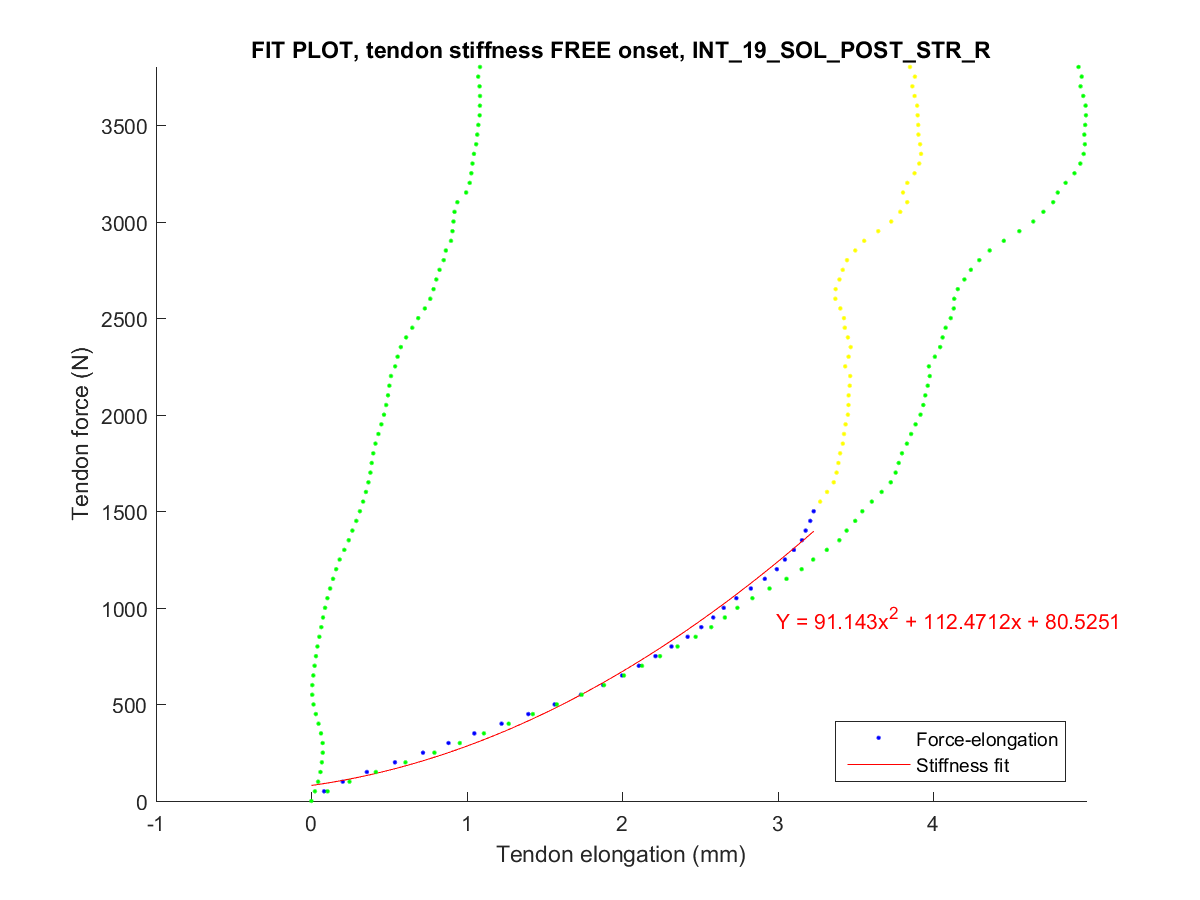 FIT PLOT, tendon stiffness FREE onset, INT_19_SOL_POST_STR_R
3500
3000
2500
2000
1500
1000
500
0
Tendon force (N)
Y = 91.143x² + 112.4712x + 80.5251
Force-elongation
Stiffness fit
-1
0
1
2
3
4
Tendon elongation (mm)